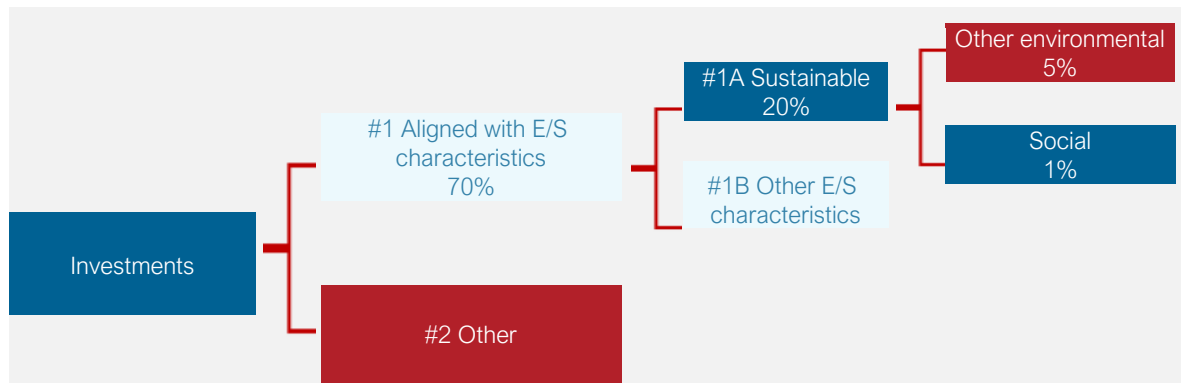 Investments
#1 Aligned with E/S
characteristics
70%
#2 Other
#1A Sustainable
20%
#1B Other E/S
characteristics
Other environmental
5%
Social
1%